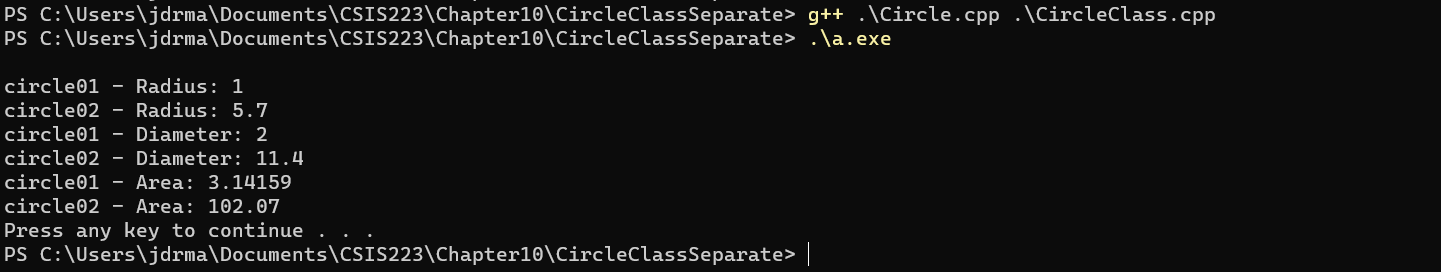 PS C:\Users\jdrma\Documents\CSIS223\Chapter10\CircleClassSeparate> g++ .\Circle.cpp .\CircleClass.cpp
PS C:\Users\jdrma\Documents\CSIS223\Chapter10\CircleClassSeparate> .\a.exe
circle01 - Radius: 1
circle02 - Radius: 5.7
circle01 - Diameter: 2
circle02 - Diameter: 11.4
circle01 - Area: 3.14159
circle02 - Area: 102.07
Press any key to continue . . .
PS C:\Users\jdrma\Documents\CSIS223\Chapter10\CircleClassSeparate>